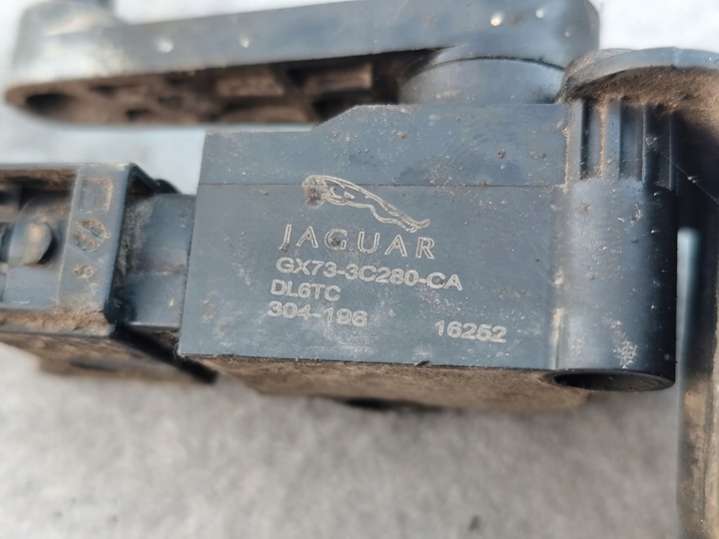 JAGUAR
GX73-3C280-CA
DL6TC
304-196 16252